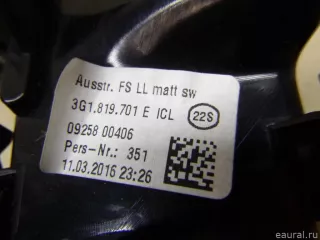 Ausstr. FS LL matt sw
3G1.819.701 E ICL
22S
09258 00406
Pers-Nr.: 351
11.03.2016 23:26
eaural.ru